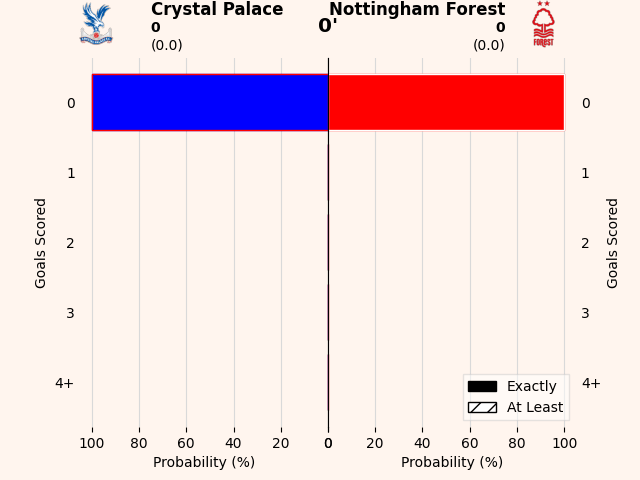 Crystal Palace
0
(0.0)
0'
Nottingham Forest
0
(0.0)
FOREST
Goals Scored
0
1
2
3
4+
0
1
2
3
4+
Goals Scored
Exactly
At Least
100 80 60 40 20 0 20 40 60 80 100
Probability (%)
Probability (%)